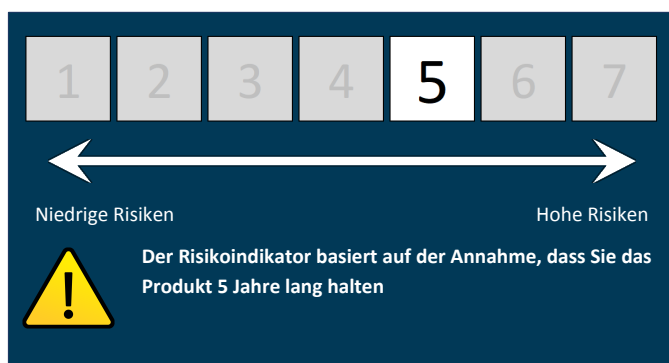 1 2 3 4 5 6 7
Niedrige Risiken Hohe Risiken
Der Risikoindikator basiert auf der Annahme, dass Sie das
Produkt 5 Jahre lang halten